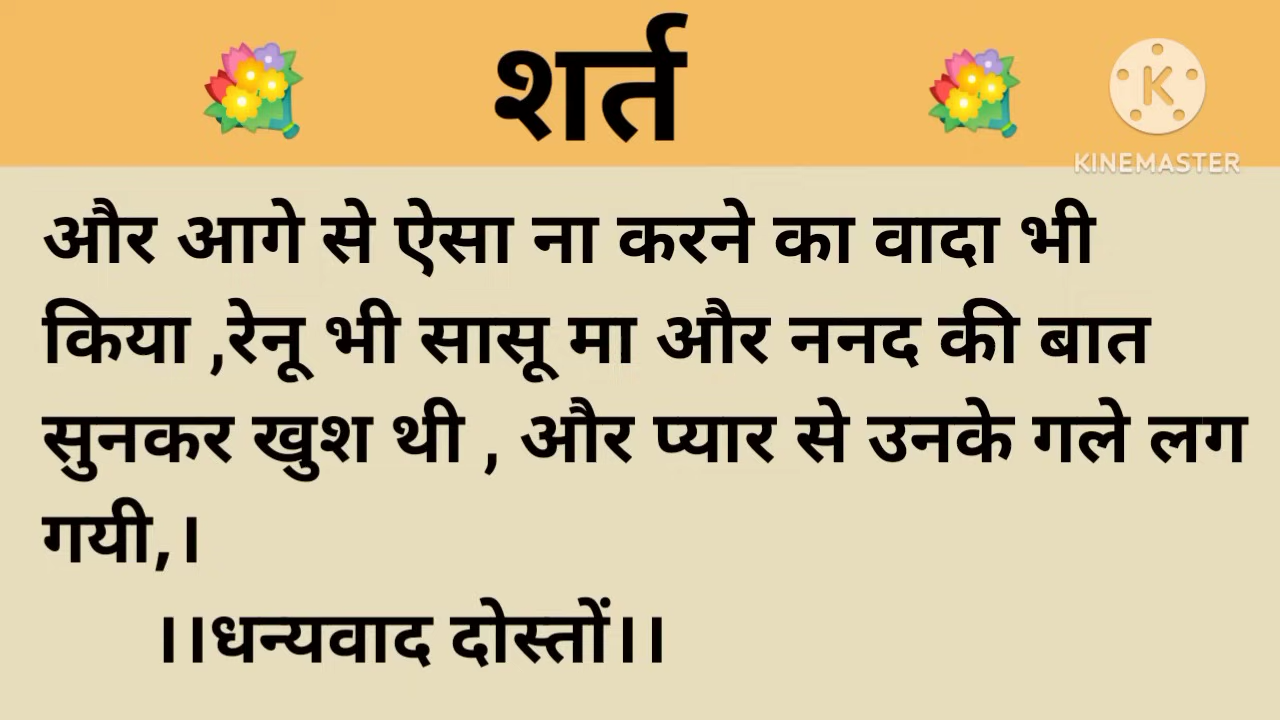 शर्त
KINEMASTER
और आगे से ऐसा ना करने का वादा भी
किया ,रेनू भी सासू मा और ननद की बात
सुनकर खुश थी , और प्यार से उनके गले लग
गयी,।
।।धन्यवाद दोस्तों।।